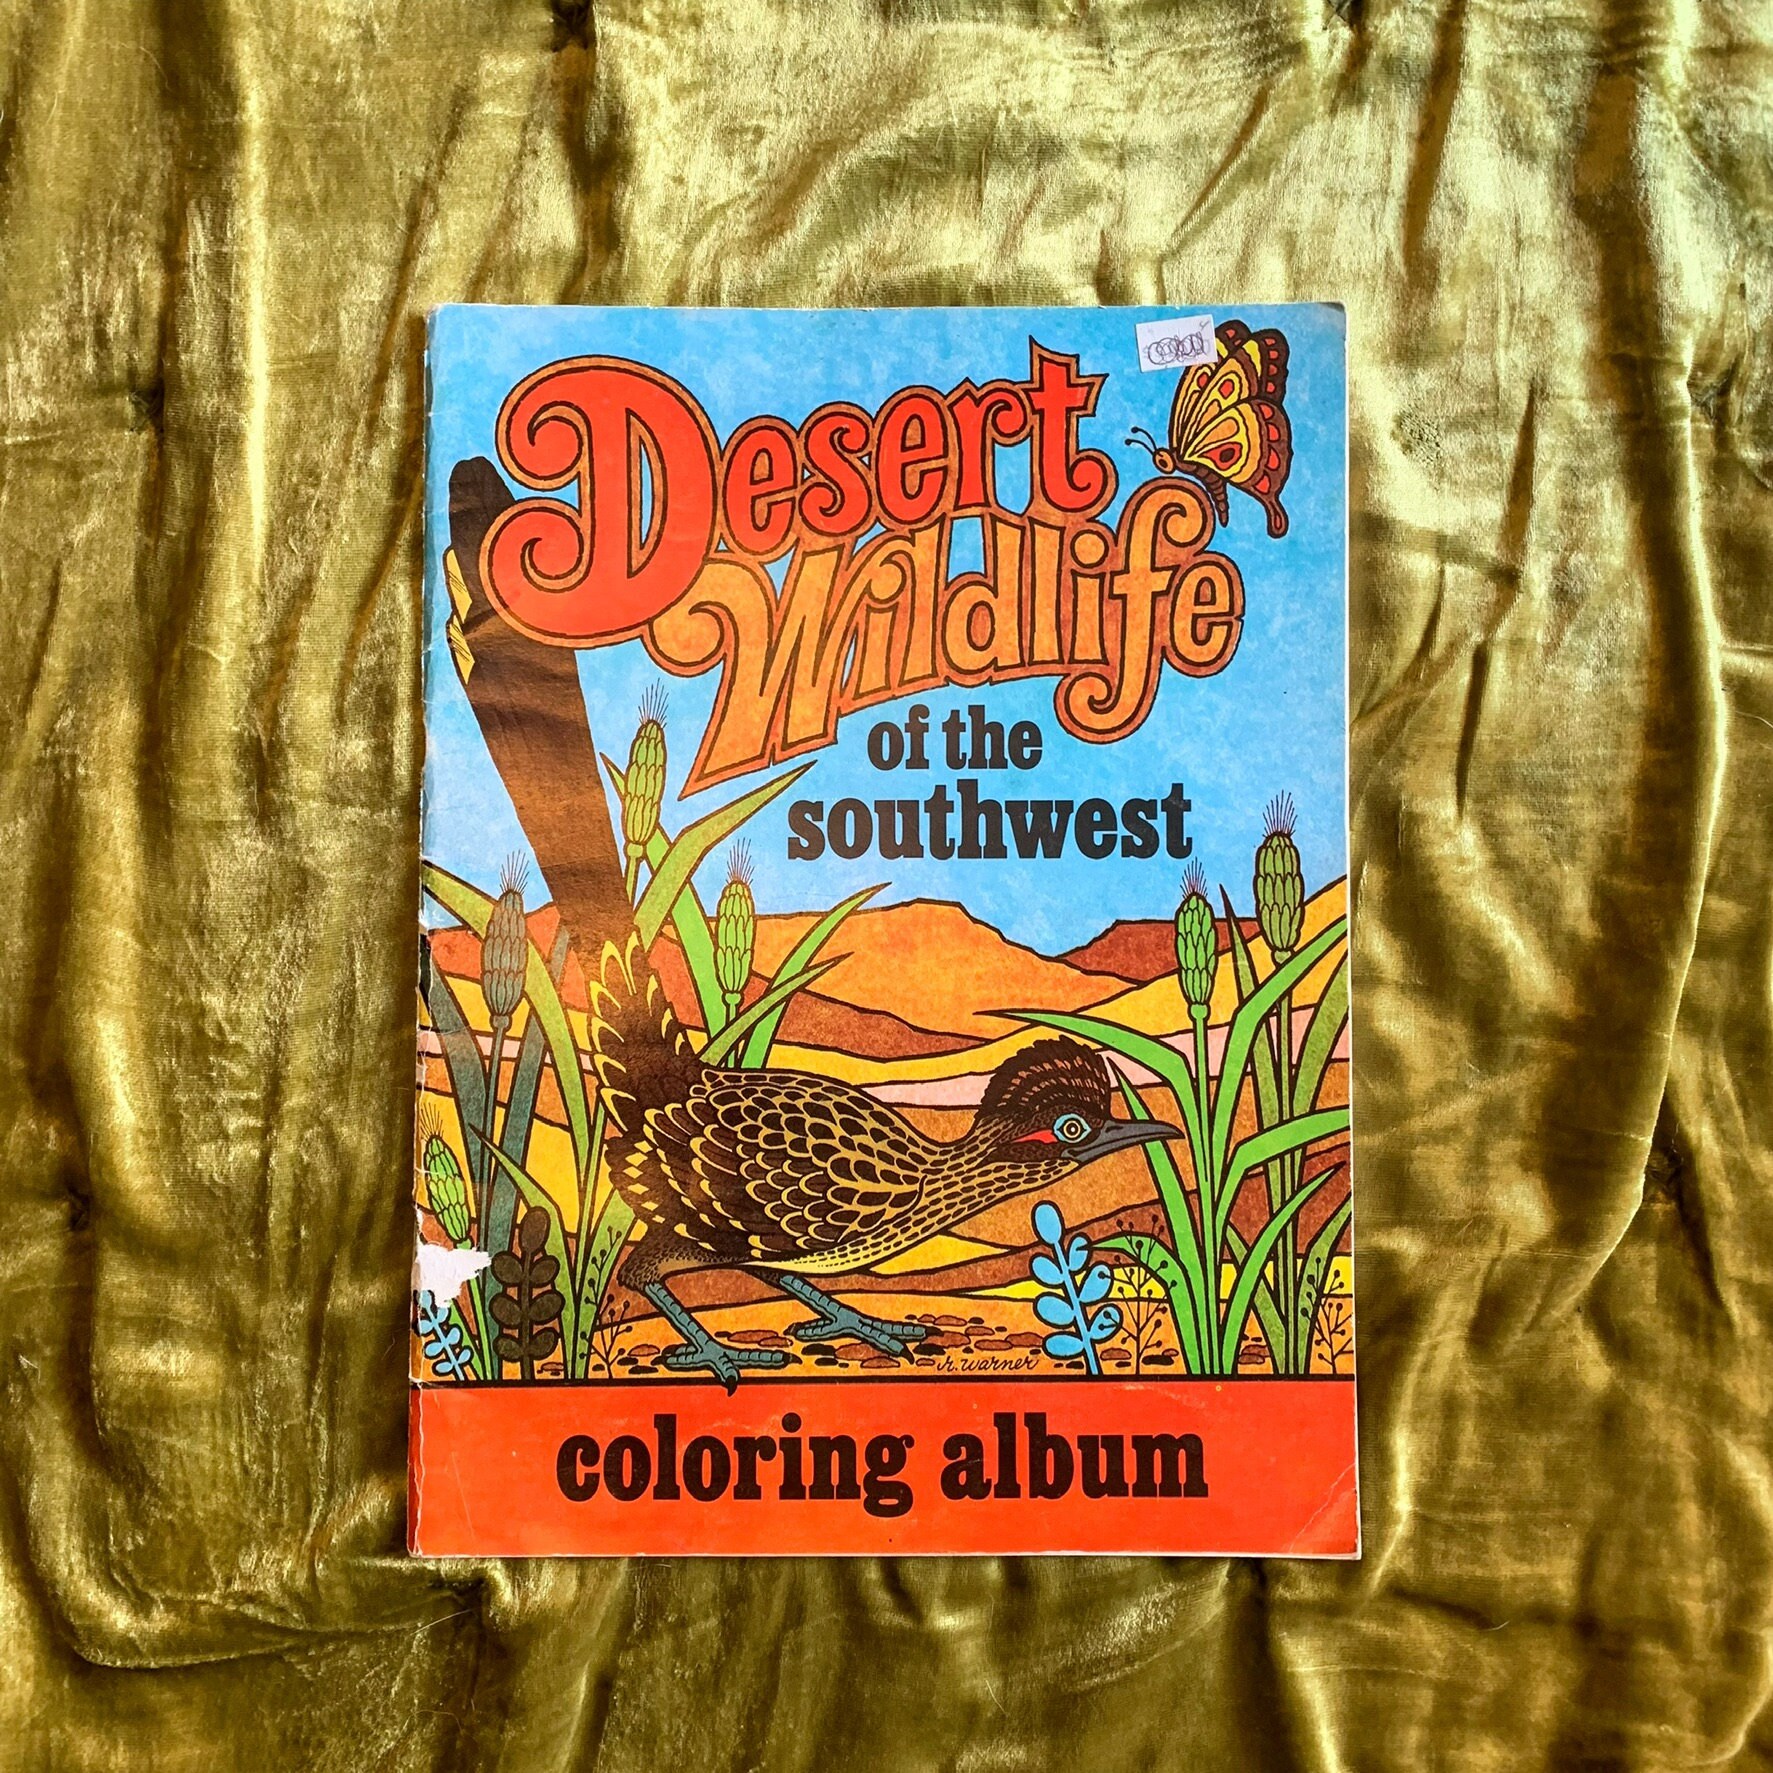 Desert
Wildlife
of the
southwest
r. warner
coloring album